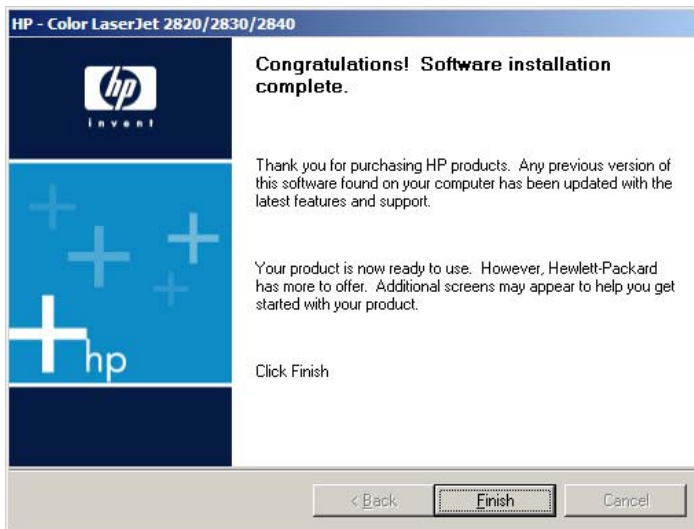 HP - Color LaserJet 2820/2830/2840
hp
invent
Congratulations! Software installation
complete.
Thank you for purchasing HP products. Any previous version of
this software found on your computer has been updated with the
latest features and support.
Your product is now ready to use. However, Hewlett-Packard
has more to offer. Additional screens may appear to help you get
started with your product.
hp
Click Finish
< Back
Finish
Cancel